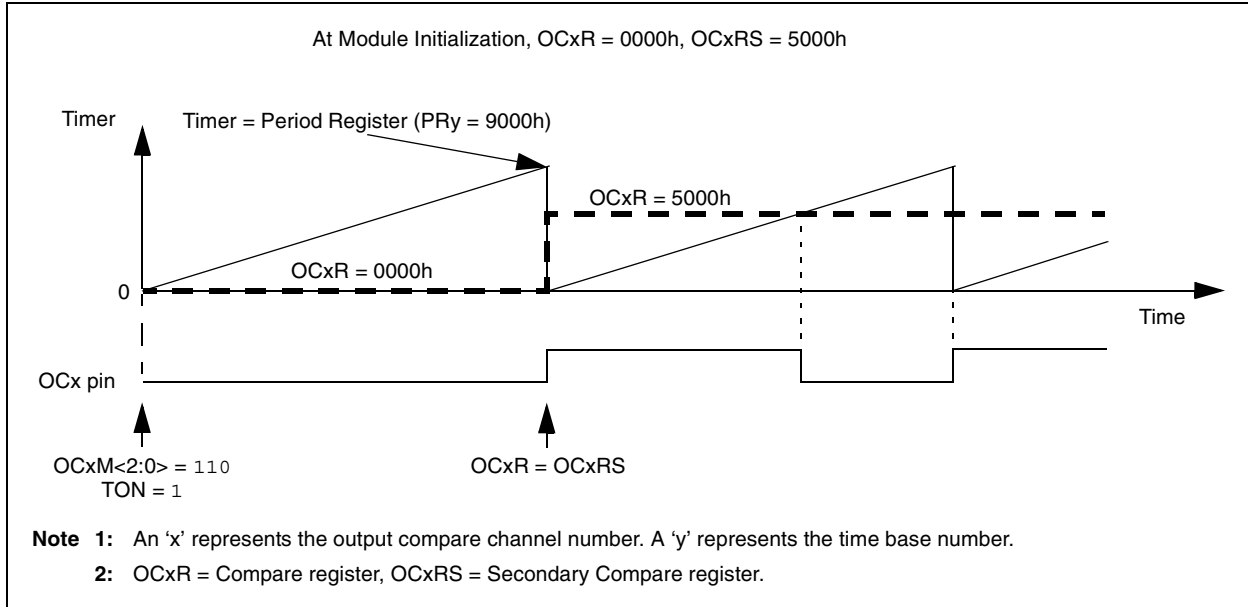 At Module Initialization, OCxR = 0000h, OCxRS = 5000h
Timer
Timer = Period Register (PRy = 9000h)
OCxR = 5000h
OCxR = 0000h
0
Time
OCx pin
OCxM<2:0> = 110
TON = 1
OCxR = OCxRS
Note 1: An ‘x’ represents the output compare channel number. A ‘y’ represents the time base number.
2: OCxR = Compare register, OCxRS = Secondary Compare register.